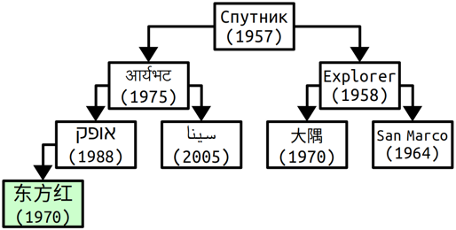 Спутник
(1957)
आर्यभट
(1975)
Explorer
(1958)
אופק
(1988)
سينا
(2005)
大隅
(1970)
San Marco
(1964)
东方红
(1970)